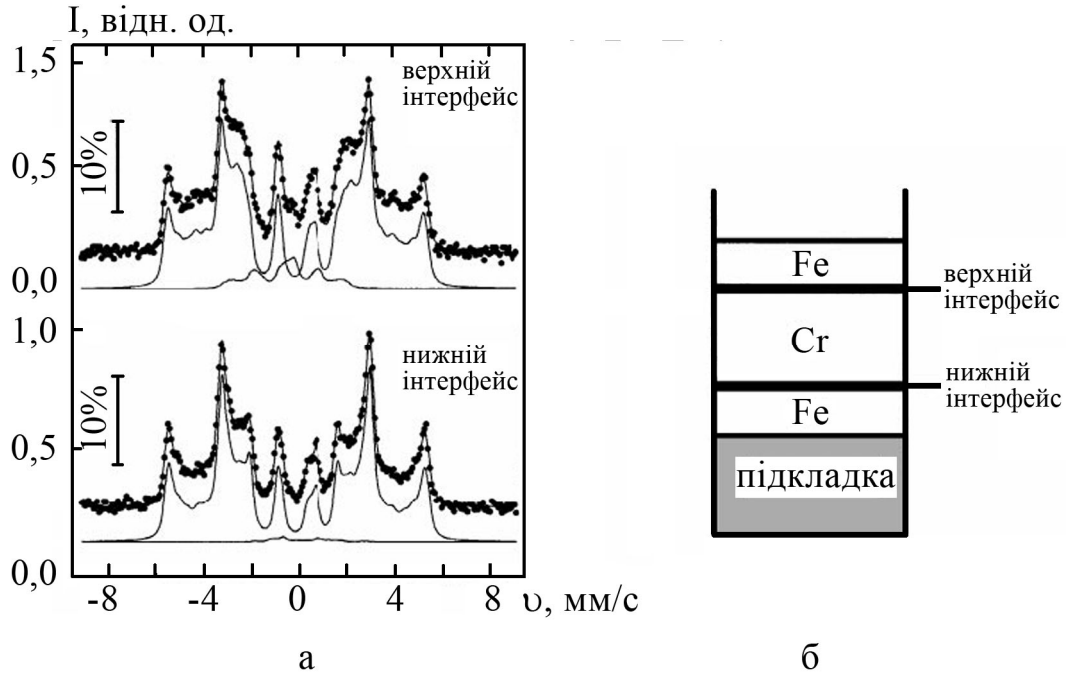 I, відн. од.
1,5
верхній
інтерфейс
10%
0,5
0,0
1,0
нижній
інтерфейс
10%
0,5
0,0
-8 -4 0 4 8 υ, мм/с
а
Fe
верхній
інтерфейс
Cr
нижній
інтерфейс
Fe
підкладка
б